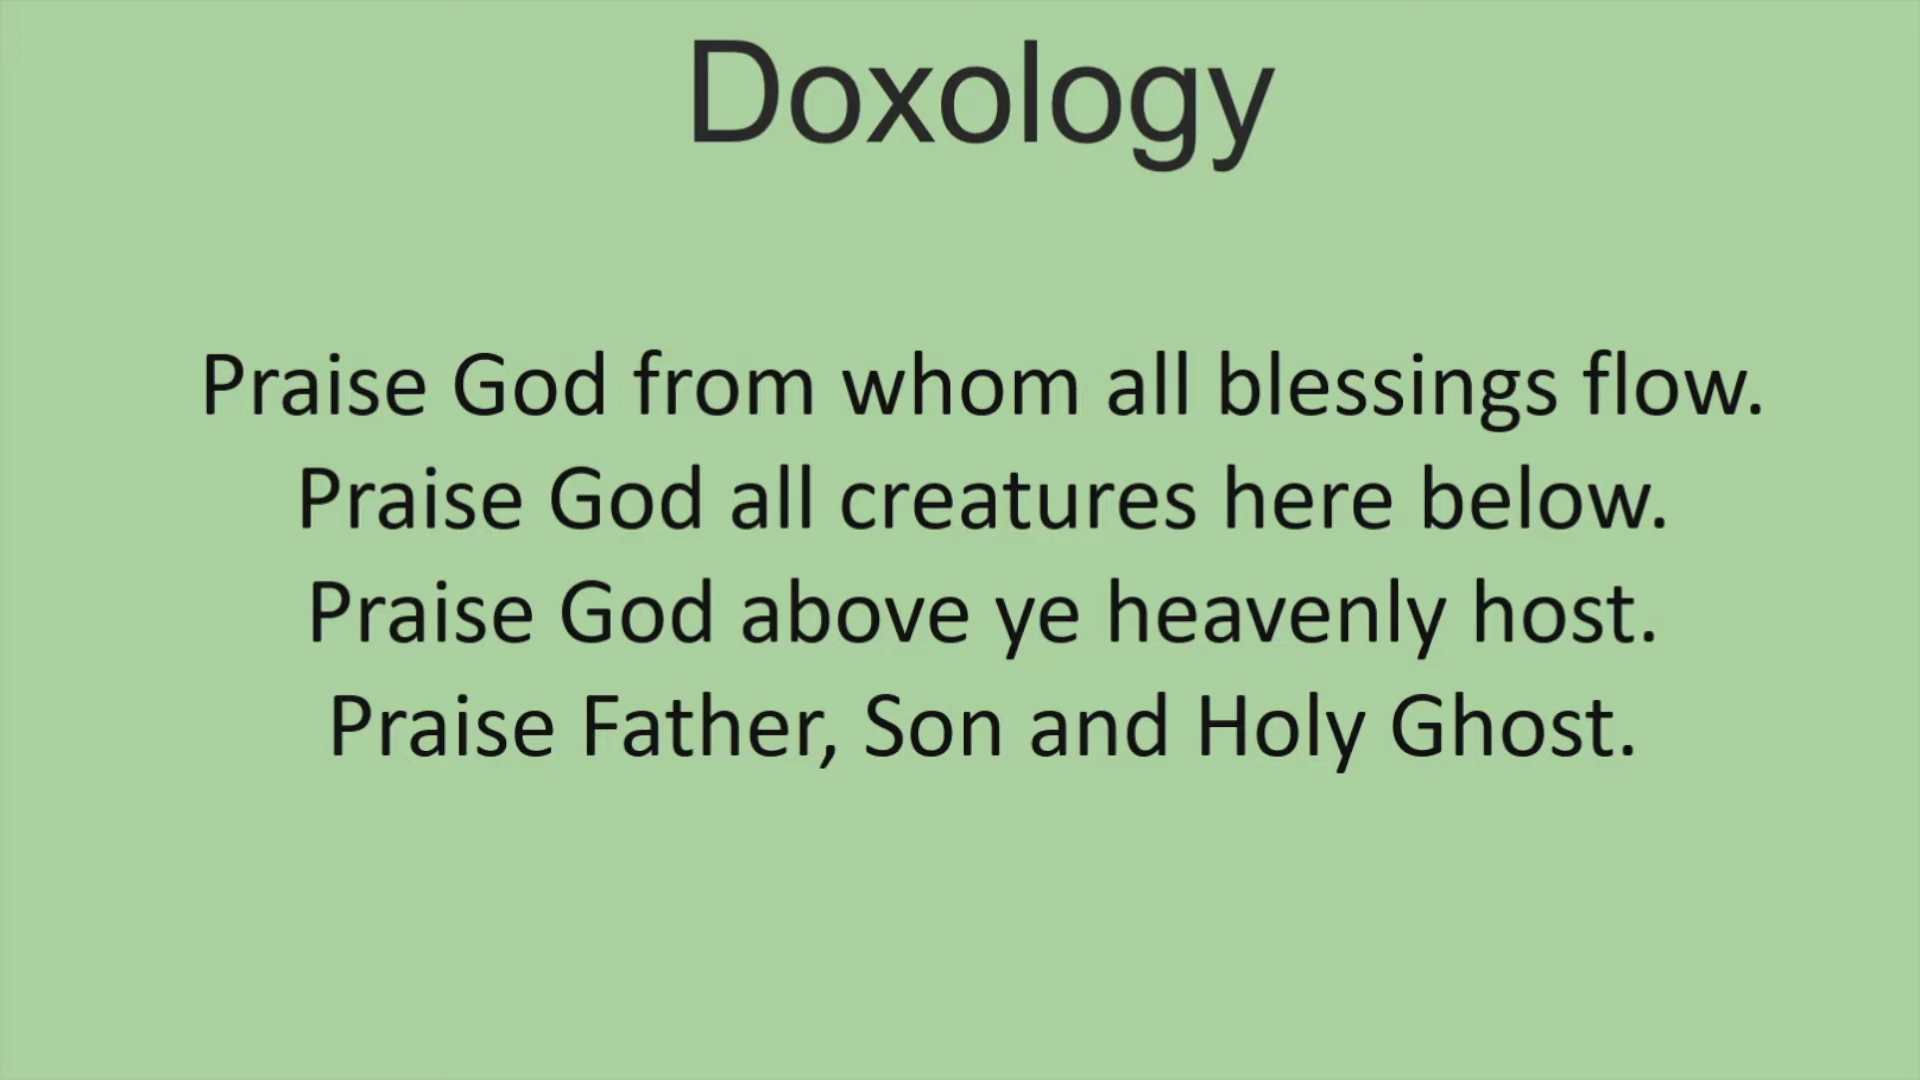 Doxology
Praise God from whom all blessings flow.
Praise God all creatures here below.
Praise God above ye heavenly host.
Praise Father, Son and Holy Ghost.